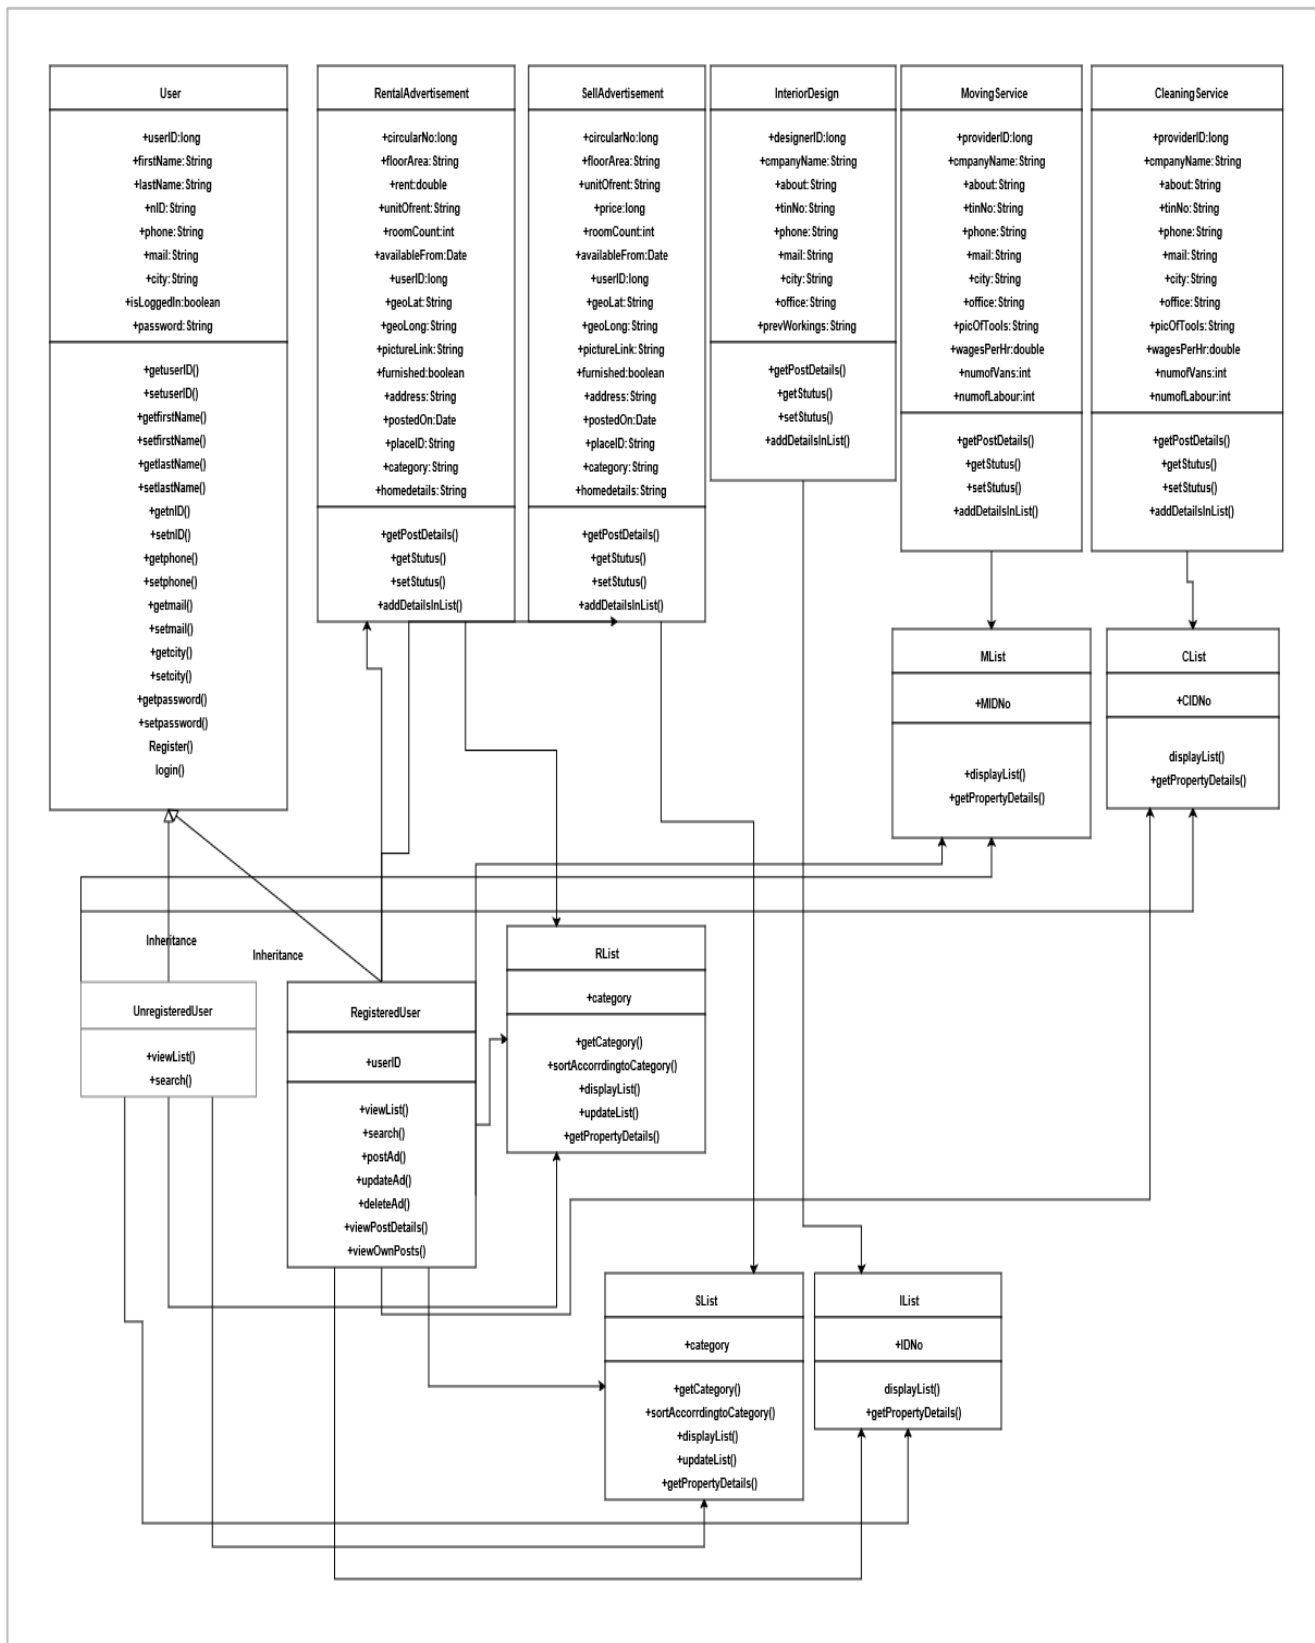 User
+userID:long
+firstName:String
+lastName:String
+nID:String
+phone:String
+mail:String
+city:String
+isLoggedIn:boolean
+password:String
+getuserID()
+setuserID()
+getfirstName()
+setfirstName()
+getlastName()
+setlastName()
+getnID()
+setnID()
+getphone()
+setphone()
+getmail()
+setmail()
+getcity()
+setcity()
+getpassword()
+setpassword()
Register()
login()
RentalAdvertisement
+circularNo:long
+floorArea:String
+rent:double
+unitOfrent:String
+roomCount:int
+availableFrom:Date
+userID:long
+geoLat:String
+geoLong:String
+pictureLink:String
+furnished:boolean
+address:String
+postedOn:Date
+placeID:String
+category:String
+homedetails:String
+getPostDetails()
+getStutus()
+setStutus()
+addDetailsInList()
SellAdvertisement
+circularNo:long
+floorArea:String
+unitOfrent:String
+price:long
+roomCount:int
+availableFrom:Date
+userID:long
+geoLat:String
+geoLong:String
+pictureLink:String
+furnished:boolean
+address:String
+postedOn:Date
+placeID:String
+category:String
+homedetails:String
+getPostDetails()
+getStutus()
+setStutus()
+addDetailsInList()
InteriorDesign
+designerID:long
+cmpanyName:String
+about:String
+tinNo:String
+phone:String
+mail:String
+city:String
+office:String
+prevWorkings:String
+getPostDetails()
+getStutus()
+setStutus()
+addDetailsInList()
MovingService
+providerID:long
+cmpanyName:String
+about:String
+tinNo:String
+phone:String
+mail:String
+city:String
+office:String
+picOfTools:String
+wagesPerHr:double
+numofVans:int
+numofLabour:int
+getPostDetails()
+getStutus()
+setStutus()
+addDetailsInList()
CleaningService
+providerID:long
+cmpanyName:String
+about:String
+tinNo:String
+phone:String
+mail:String
+city:String
+office:String
+picOfTools:String
+wagesPerHr:double
+numofVans:int
+numofLabour:int
+getPostDetails()
+getStutus()
+setStutus()
+addDetailsInList()
MList
+MIDNo
+displayList()
+getPropertyDetails()
CList
+CIDNo
displayList()
+getPropertyDetails()
Inheritance
Inheritance
UnregisteredUser
+viewList()
+search()
RegisteredUser
+userID
+viewList()
+search()
+postAd()
+updateAd()
+deleteAd()
+viewPostDetails()
+viewOwnPosts()
RList
+category
+getCategory()
+sortAccorrdingtoCategory()
+displayList()
+updateList()
+getPropertyDetails()
SList
+category
+getCategory()
+sortAccorrdingtoCategory()
+displayList()
+updateList()
+getPropertyDetails()
IList
+IDNo
displayList()
+getPropertyDetails()